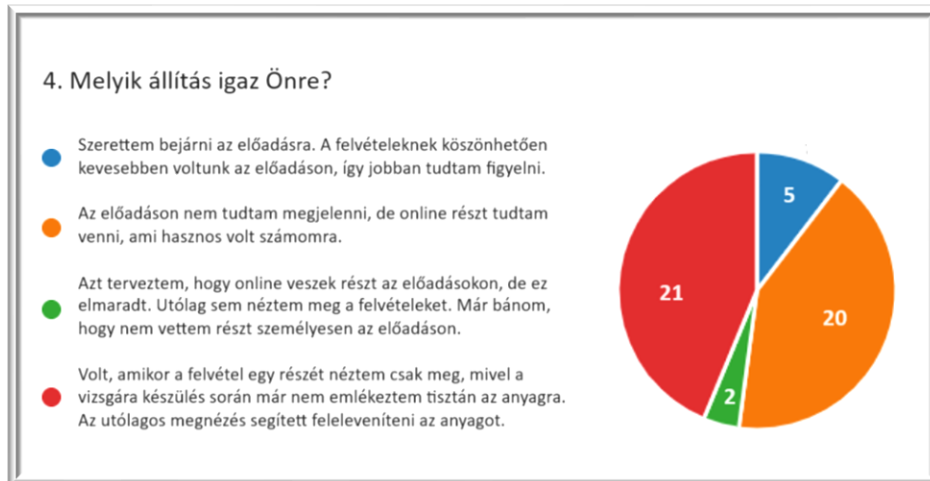 4. Melyik állítás igaz Önre?
Szerettem bejárni az előadásra. A felvételeknek köszönhetően
kevesebben voltunk az előadáson, így jobban tudtam figyelni.
Az előadáson nem tudtam megjelenni, de online részt tudtam
venni, ami hasznos volt számomra.
Azt terveztem, hogy online veszek részt az előadásokon, de ez
elmaradt. Utólag sem néztem meg a felvételeket. Már bánom,
hogy nem vettem részt személyesen az előadáson.
Volt, amikor a felvétel egy részét néztem csak meg, mivel a
vizsgára készülés során már nem emlékeztem tisztán az anyagra.
Az utólagos megnézés segített feleleveníteni az anyagot.
5
20
2
21